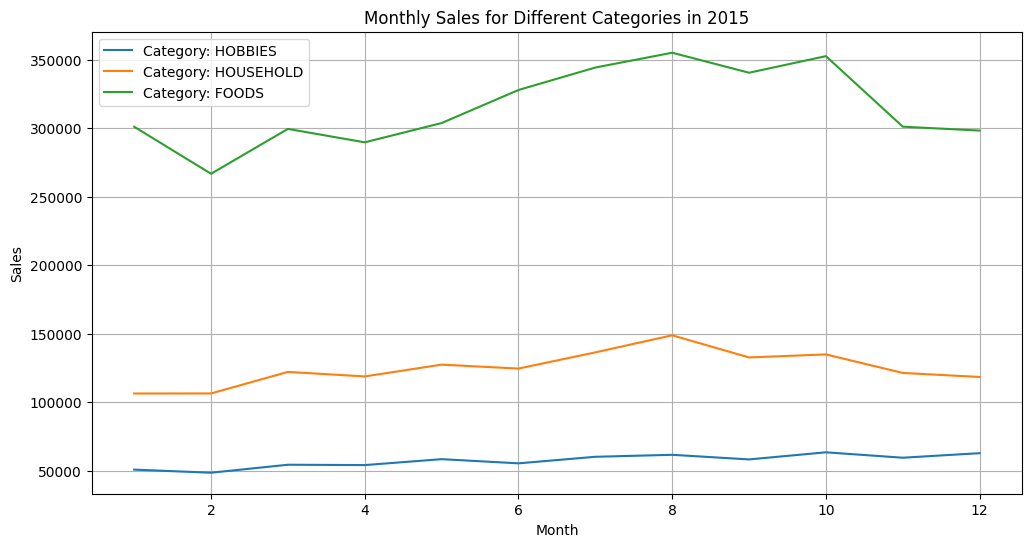 Monthly Sales for Different Categories in 2015
Category: HOBBIES
Category: HOUSEHOLD
Category: FOODS
350000
300000
250000
200000
150000
100000
50000
Sales
2 4 6 8 10 12
Month